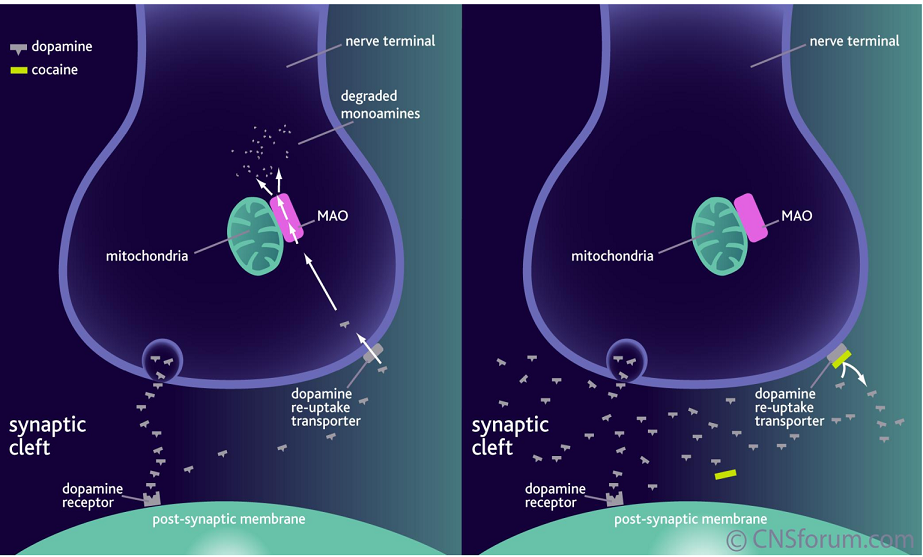 dopamine
cocaine
nerve terminal
degraded
monoamines
MAO
mitochondria
dopamine
re-uptake
transporter
synaptic
cleft
dopamine
receptor
post-synaptic membrane
nerve terminal
MAO
mitochondria
dopamine
re-uptake
transporter
synaptic
cleft
dopamine
receptor
post-synaptic membrane
© CNSforum.com